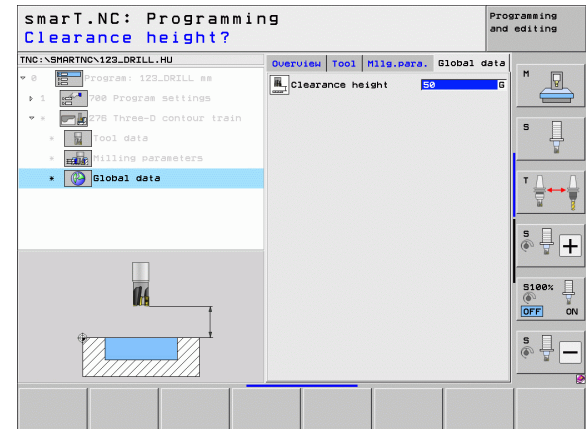 smarT.NC: Programming
Clearance height?
Programming
and editing
TNC:\SMARTNC\123_DRILL.HU
Overview Tool Mllg.para. Global data
0 Program: 123_DRILL mm
1 700 Program settings
* 276 Three-D contour train
* Tool data
* Milling parameters
* Global data
Clearance height 50 G
M
S
T
S
S100%
OFF ON
S